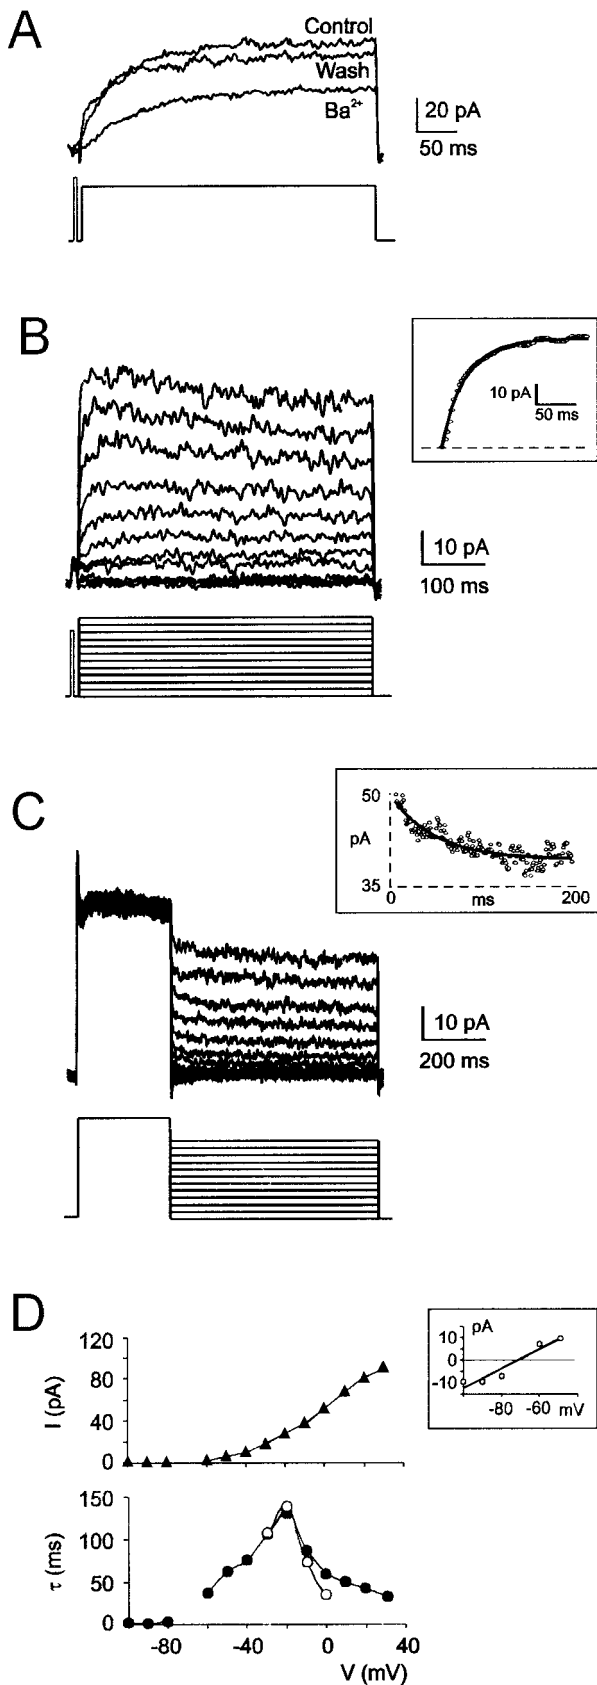 A
Control
Wash
Ba²⁺
20 pA
50 ms
B
10 pA
50 ms
10 pA
100 ms
C
50
pA
35
0
ms
200
10 pA
200 ms
D
120
80
40
0
I (pA)
pA
10
0
-10
-80
-60
mV
150
100
50
0
τ (ms)
-80
-40
0
40
V (mV)